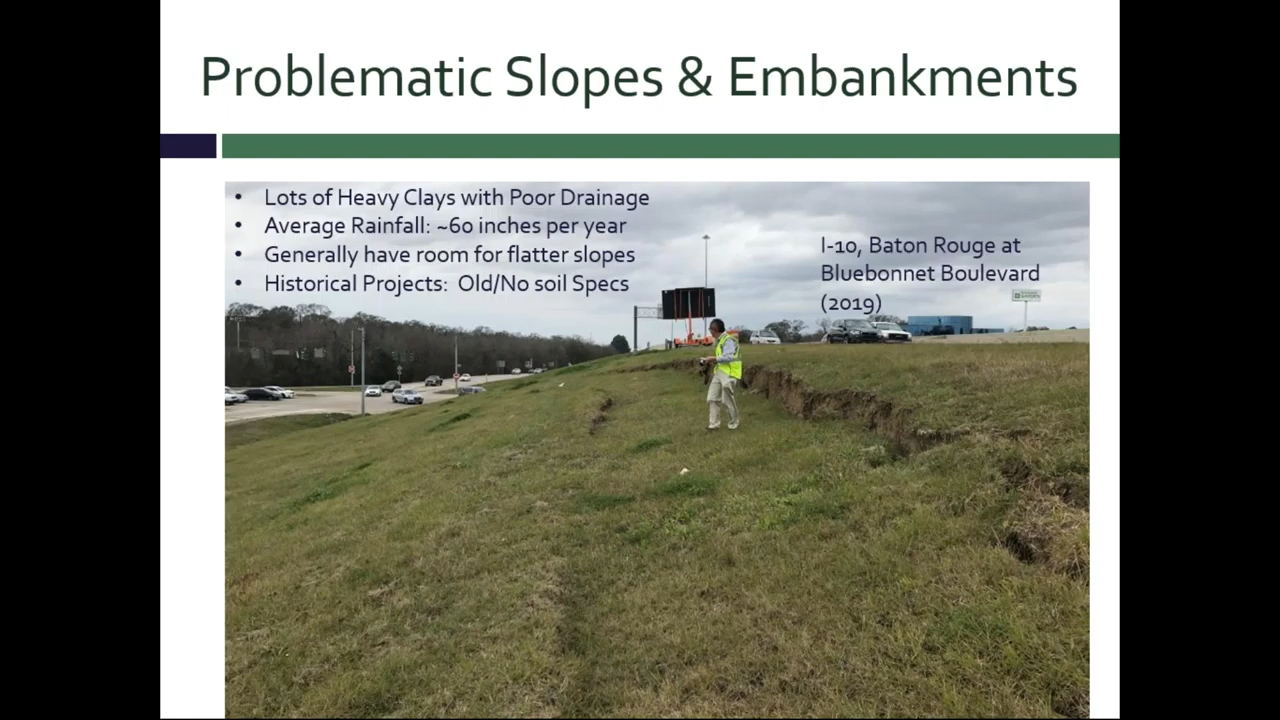 Problematic Slopes & Embankments
• Lots of Heavy Clays with Poor Drainage
• Average Rainfall: ~60 inches per year
• Generally have room for flatter slopes
• Historical Projects: Old/No soil Specs
I-10, Baton Rouge at
Bluebonnet Boulevard
(2019)